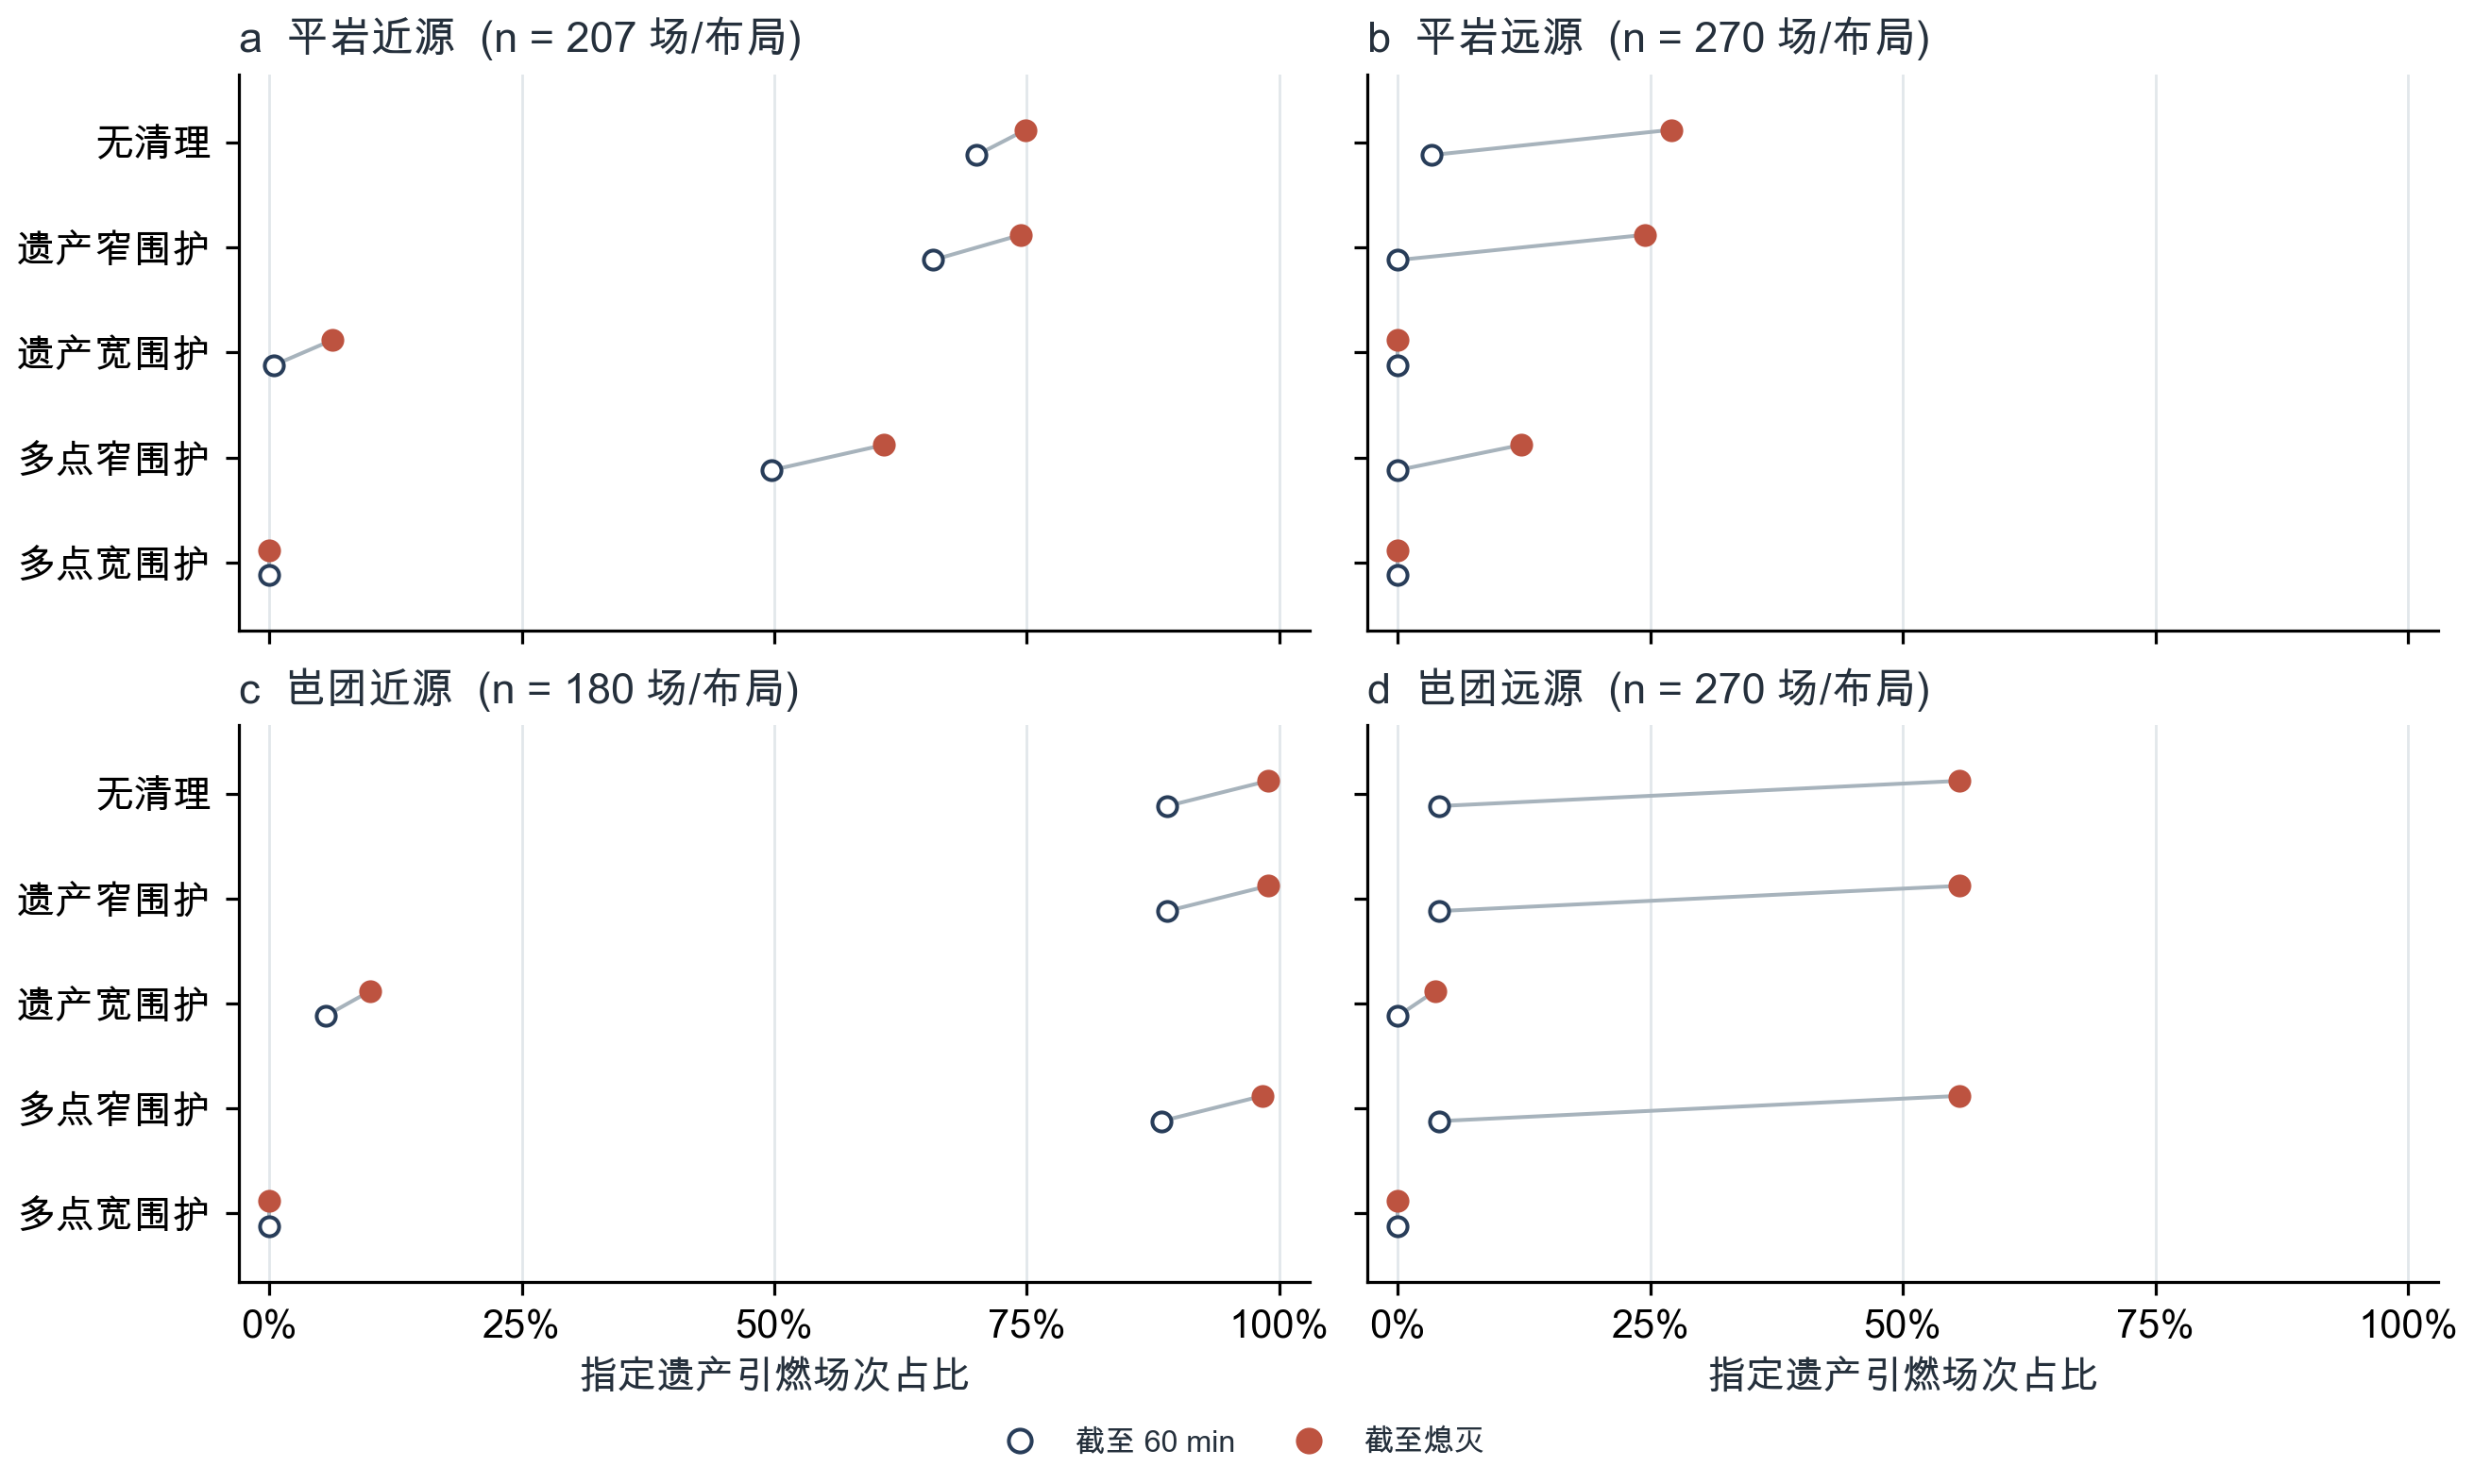 a 平岩近源 (n = 207 场/布局)
无清理
遗产窄围护
遗产宽围护
多点窄围护
多点宽围护
b 平岩远源 (n = 270 场/布局)
c 岜团近源 (n = 180 场/布局)
无清理
遗产窄围护
遗产宽围护
多点窄围护
多点宽围护
0% 25% 50% 75% 100%
指定遗产引燃场次占比
d 岜团远源 (n = 270 场/布局)
0% 25% 50% 75% 100%
指定遗产引燃场次占比
截至 60 min 截至熄灭